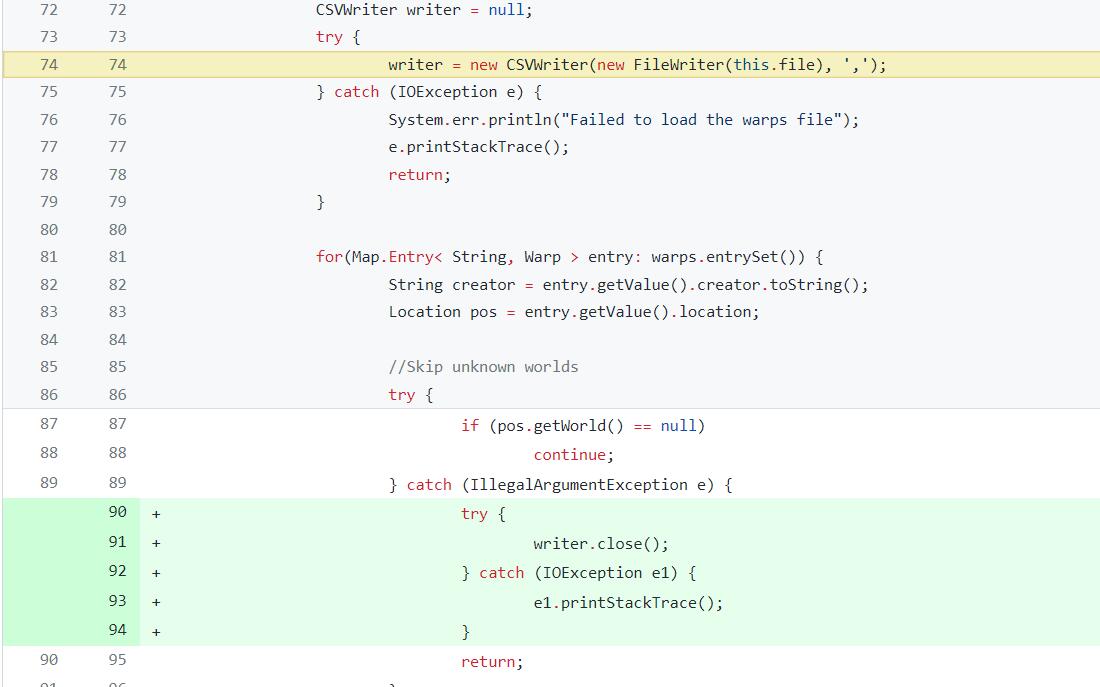 72 72 CSVWriter writer = null;
73 73 try {
74 74 writer = new CSVWriter(new FileWriter(this.file), ',');
75 75 } catch (IOException e) {
76 76 System.err.println("Failed to load the warps file");
77 77 e.printStackTrace();
78 78 return;
79 79 }
80 80
81 81 for(Map.Entry< String, Warp > entry: warps.entrySet()) {
82 82 String creator = entry.getValue().creator.toString();
83 83 Location pos = entry.getValue().location;
84 84
85 85 //Skip unknown worlds
86 86 try {
87 87 if (pos.getWorld() == null)
88 88 continue;
89 89 } catch (IllegalArgumentException e) {
90 + try {
91 + writer.close();
92 + } catch (IOException e1) {
93 + e1.printStackTrace();
94 + }
90 95 return;